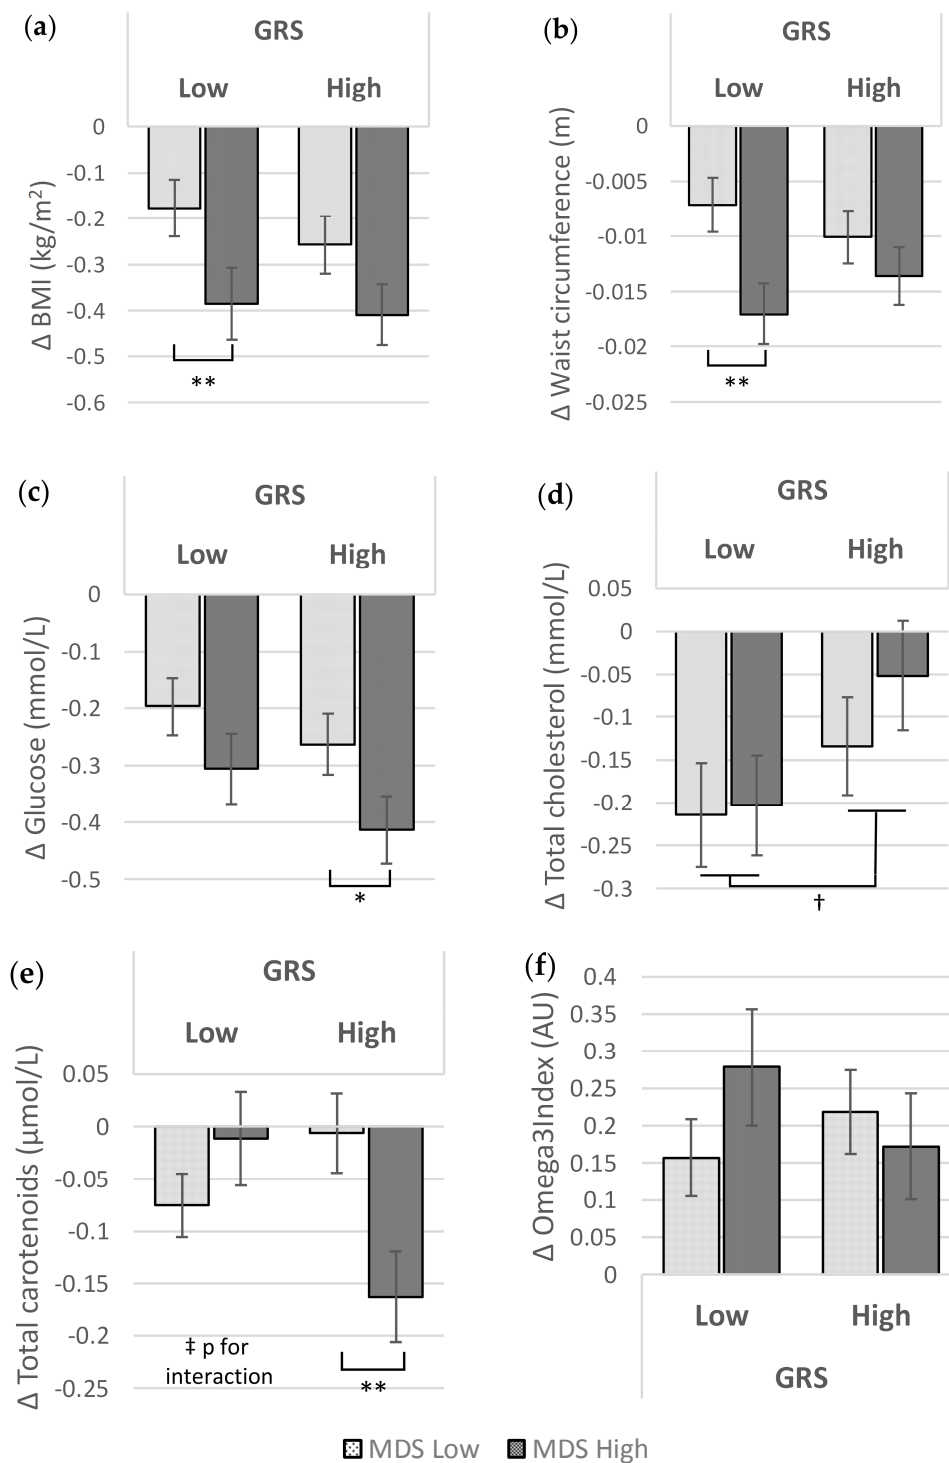 (a)
GRS
Low High
Δ BMI (kg/m²)
0
-0.1
-0.2
-0.3
-0.4
-0.5
-0.6
**
(b)
GRS
Low High
Δ Waist circumference (m)
0
-0.005
-0.01
-0.015
-0.02
-0.025
**
(c)
GRS
Low High
Δ Glucose (mmol/L)
0
-0.1
-0.2
-0.3
-0.4
-0.5
*
(d)
GRS
Low High
Δ Total cholesterol (mmol/L)
0.05
0
-0.05
-0.1
-0.15
-0.2
-0.25
-0.3
†
(e)
GRS
Low High
Δ Total carotenoids (µmol/L)
0.05
0
-0.05
-0.1
-0.15
-0.2
-0.25
‡ p for
interaction
**
(f)
Δ Omega3Index (AU)
0.4
0.35
0.3
0.25
0.2
0.15
0.1
0.05
0
Low High
GRS
MDS Low MDS High